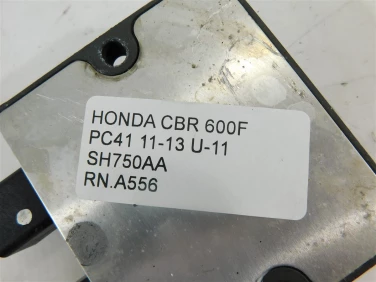 HONDA CBR 600F
PC41 11-13 U-11
SH750AA
RN.A556